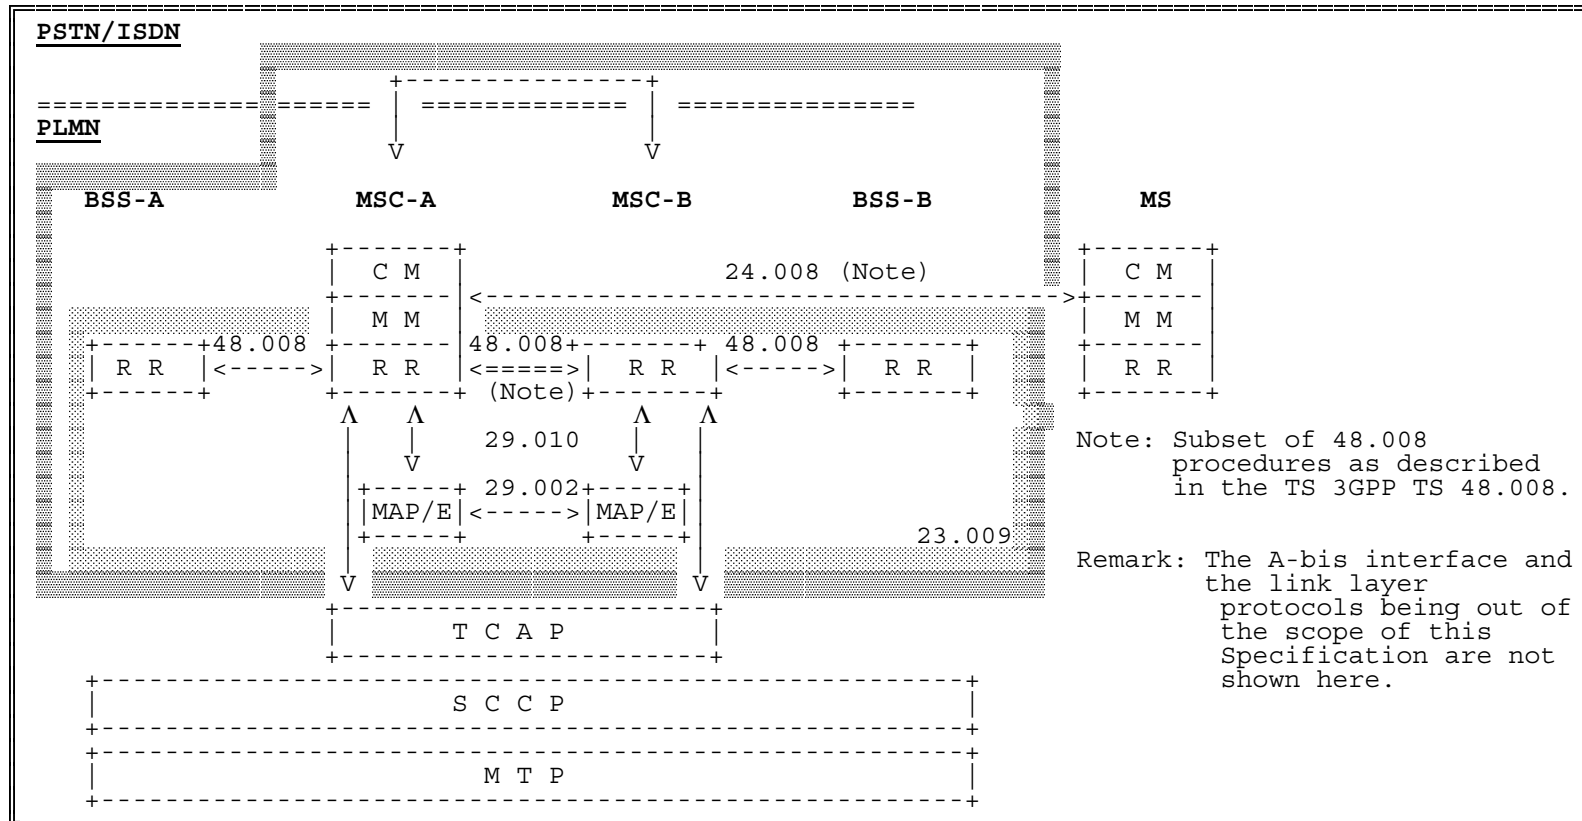 PSTN/ISDN
PLMN
BSS-A MSC-A MSC-B BSS-B MS
C M 24.008 (Note) C M
M M M M
48.008 48.008 48.008
R R R R R R R R R R
(Note)
29.010
29.002
MAP/E MAP/E
23.009
Note: Subset of 48.008
procedures as described
in the TS 3GPP TS 48.008.
Remark: The A-bis interface and
the link layer
protocols being out of
the scope of this
Specification are not
shown here.
T C A P
S C C P
M T P